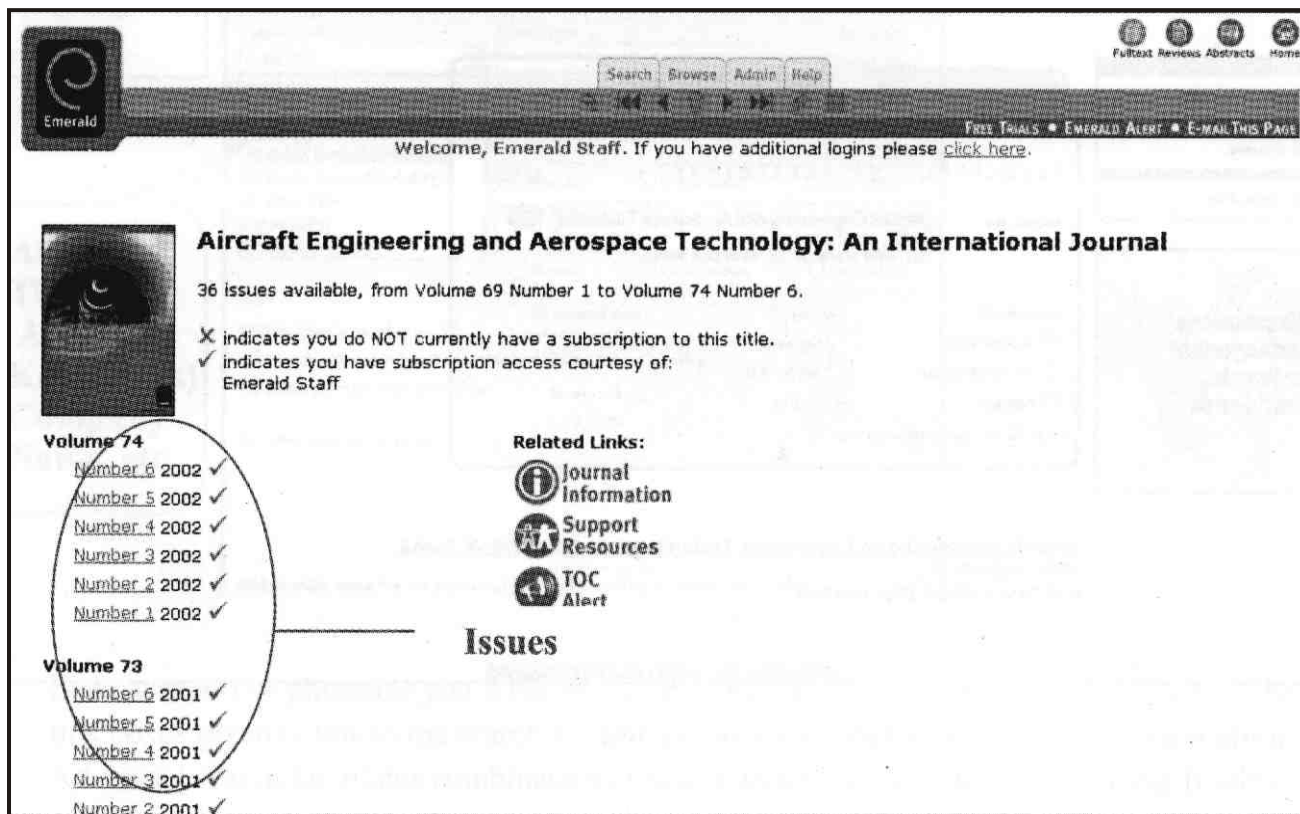 Fulltext Reviews Abstracts Home
Search Browse Admin Help
Emerald
FREE TRIALS • EMERALD ALERT • E-MAIL THIS PAGE
Welcome, Emerald Staff. If you have additional logins please click here.
Aircraft Engineering and Aerospace Technology: An International Journal
36 issues available, from Volume 69 Number 1 to Volume 74 Number 6.
X indicates you do NOT currently have a subscription to this title.
✓ indicates you have subscription access courtesy of:
Emerald Staff
Volume 74
Number 6 2002 ✓
Number 5 2002 ✓
Number 4 2002 ✓
Number 3 2002 ✓
Number 2 2002 ✓
Number 1 2002 ✓
Related Links:
Journal
Information
Support
Resources
TOC
Alert
Issues
Volume 73
Number 6 2001 ✓
Number 5 2001 ✓
Number 4 2001 ✓
Number 3 2001 ✓
Number 2 2001 ✓